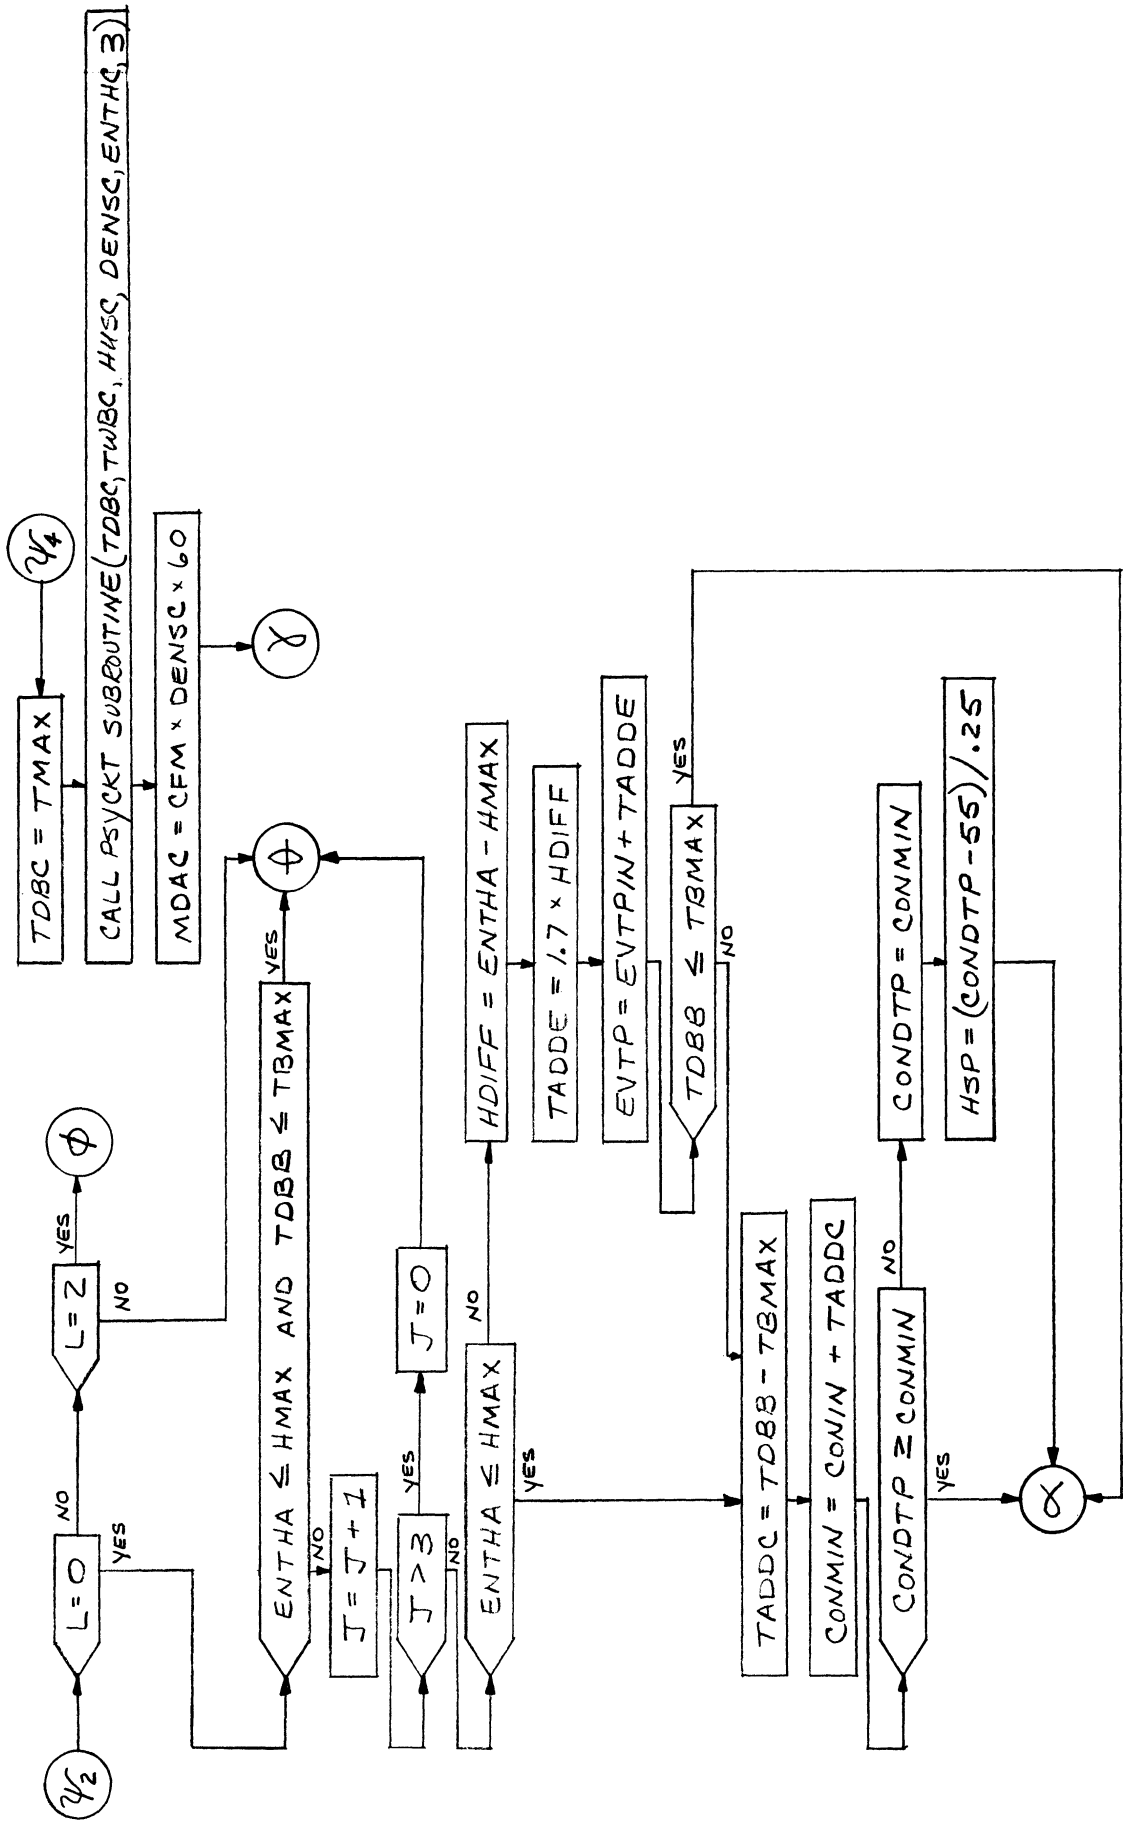 ψ2
L=0
NO
YES
L=2
YES
NO
φ
ψ4
TDBC = TMAX
CALL PSYCKT SUBROUTINE (TDBC, TWBC, HUSC, DENSC, ENTHC, 3)
MDAC = CFM × DENSC × 60
γ
ENTHA ≤ HMAX AND TDBB ≤ TBMAX
YES
NO
J = J + 1
J > 3
YES
NO
J = 0
ENTHA ≤ HMAX
NO
YES
HDIFF = ENTHA - HMAX
TADDE = 1.7 × HDIFF
EVTP = EVTPIN + TADDE
TDBB ≤ TBMAX
YES
NO
TADDC = TDBB - TBMAX
CONMIN = CONIN + TADDC
CONDTP ≥ CONMIN
NO
YES
CONDTP = CONMIN
HSP = (CONDTP - 55) / .25
α